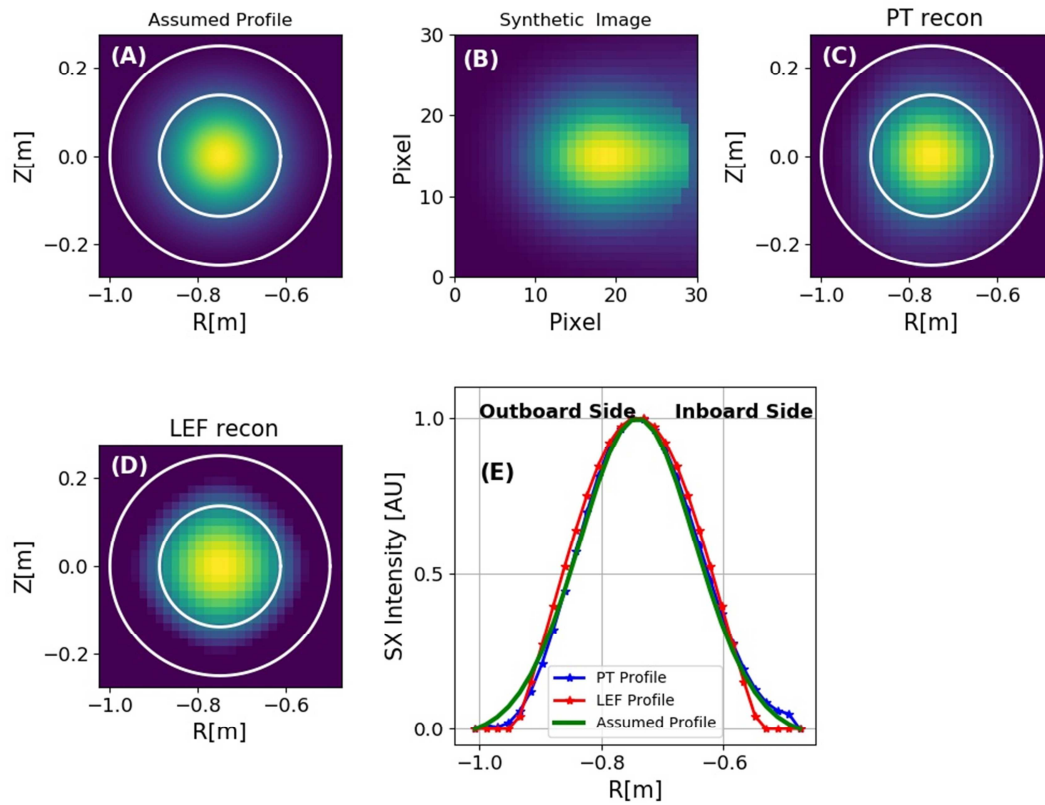 Assumed Profile
Synthetic Image
PT recon
(A)
(B)
(C)
0.2
0.0
−0.2
Z[m]
−1.0 −0.8 −0.6
R[m]
30
20
10
0
Pixel
0 10 20 30
Pixel
0.2
0.0
−0.2
Z[m]
−1.0 −0.8 −0.6
R[m]
LEF recon
(D)
0.2
0.0
−0.2
Z[m]
−1.0 −0.8 −0.6
R[m]
Outboard Side Inboard Side
(E)
1.0
0.5
0.0
SX Intensity [AU]
PT Profile
LEF Profile
Assumed Profile
−1.0 −0.8 −0.6
R[m]